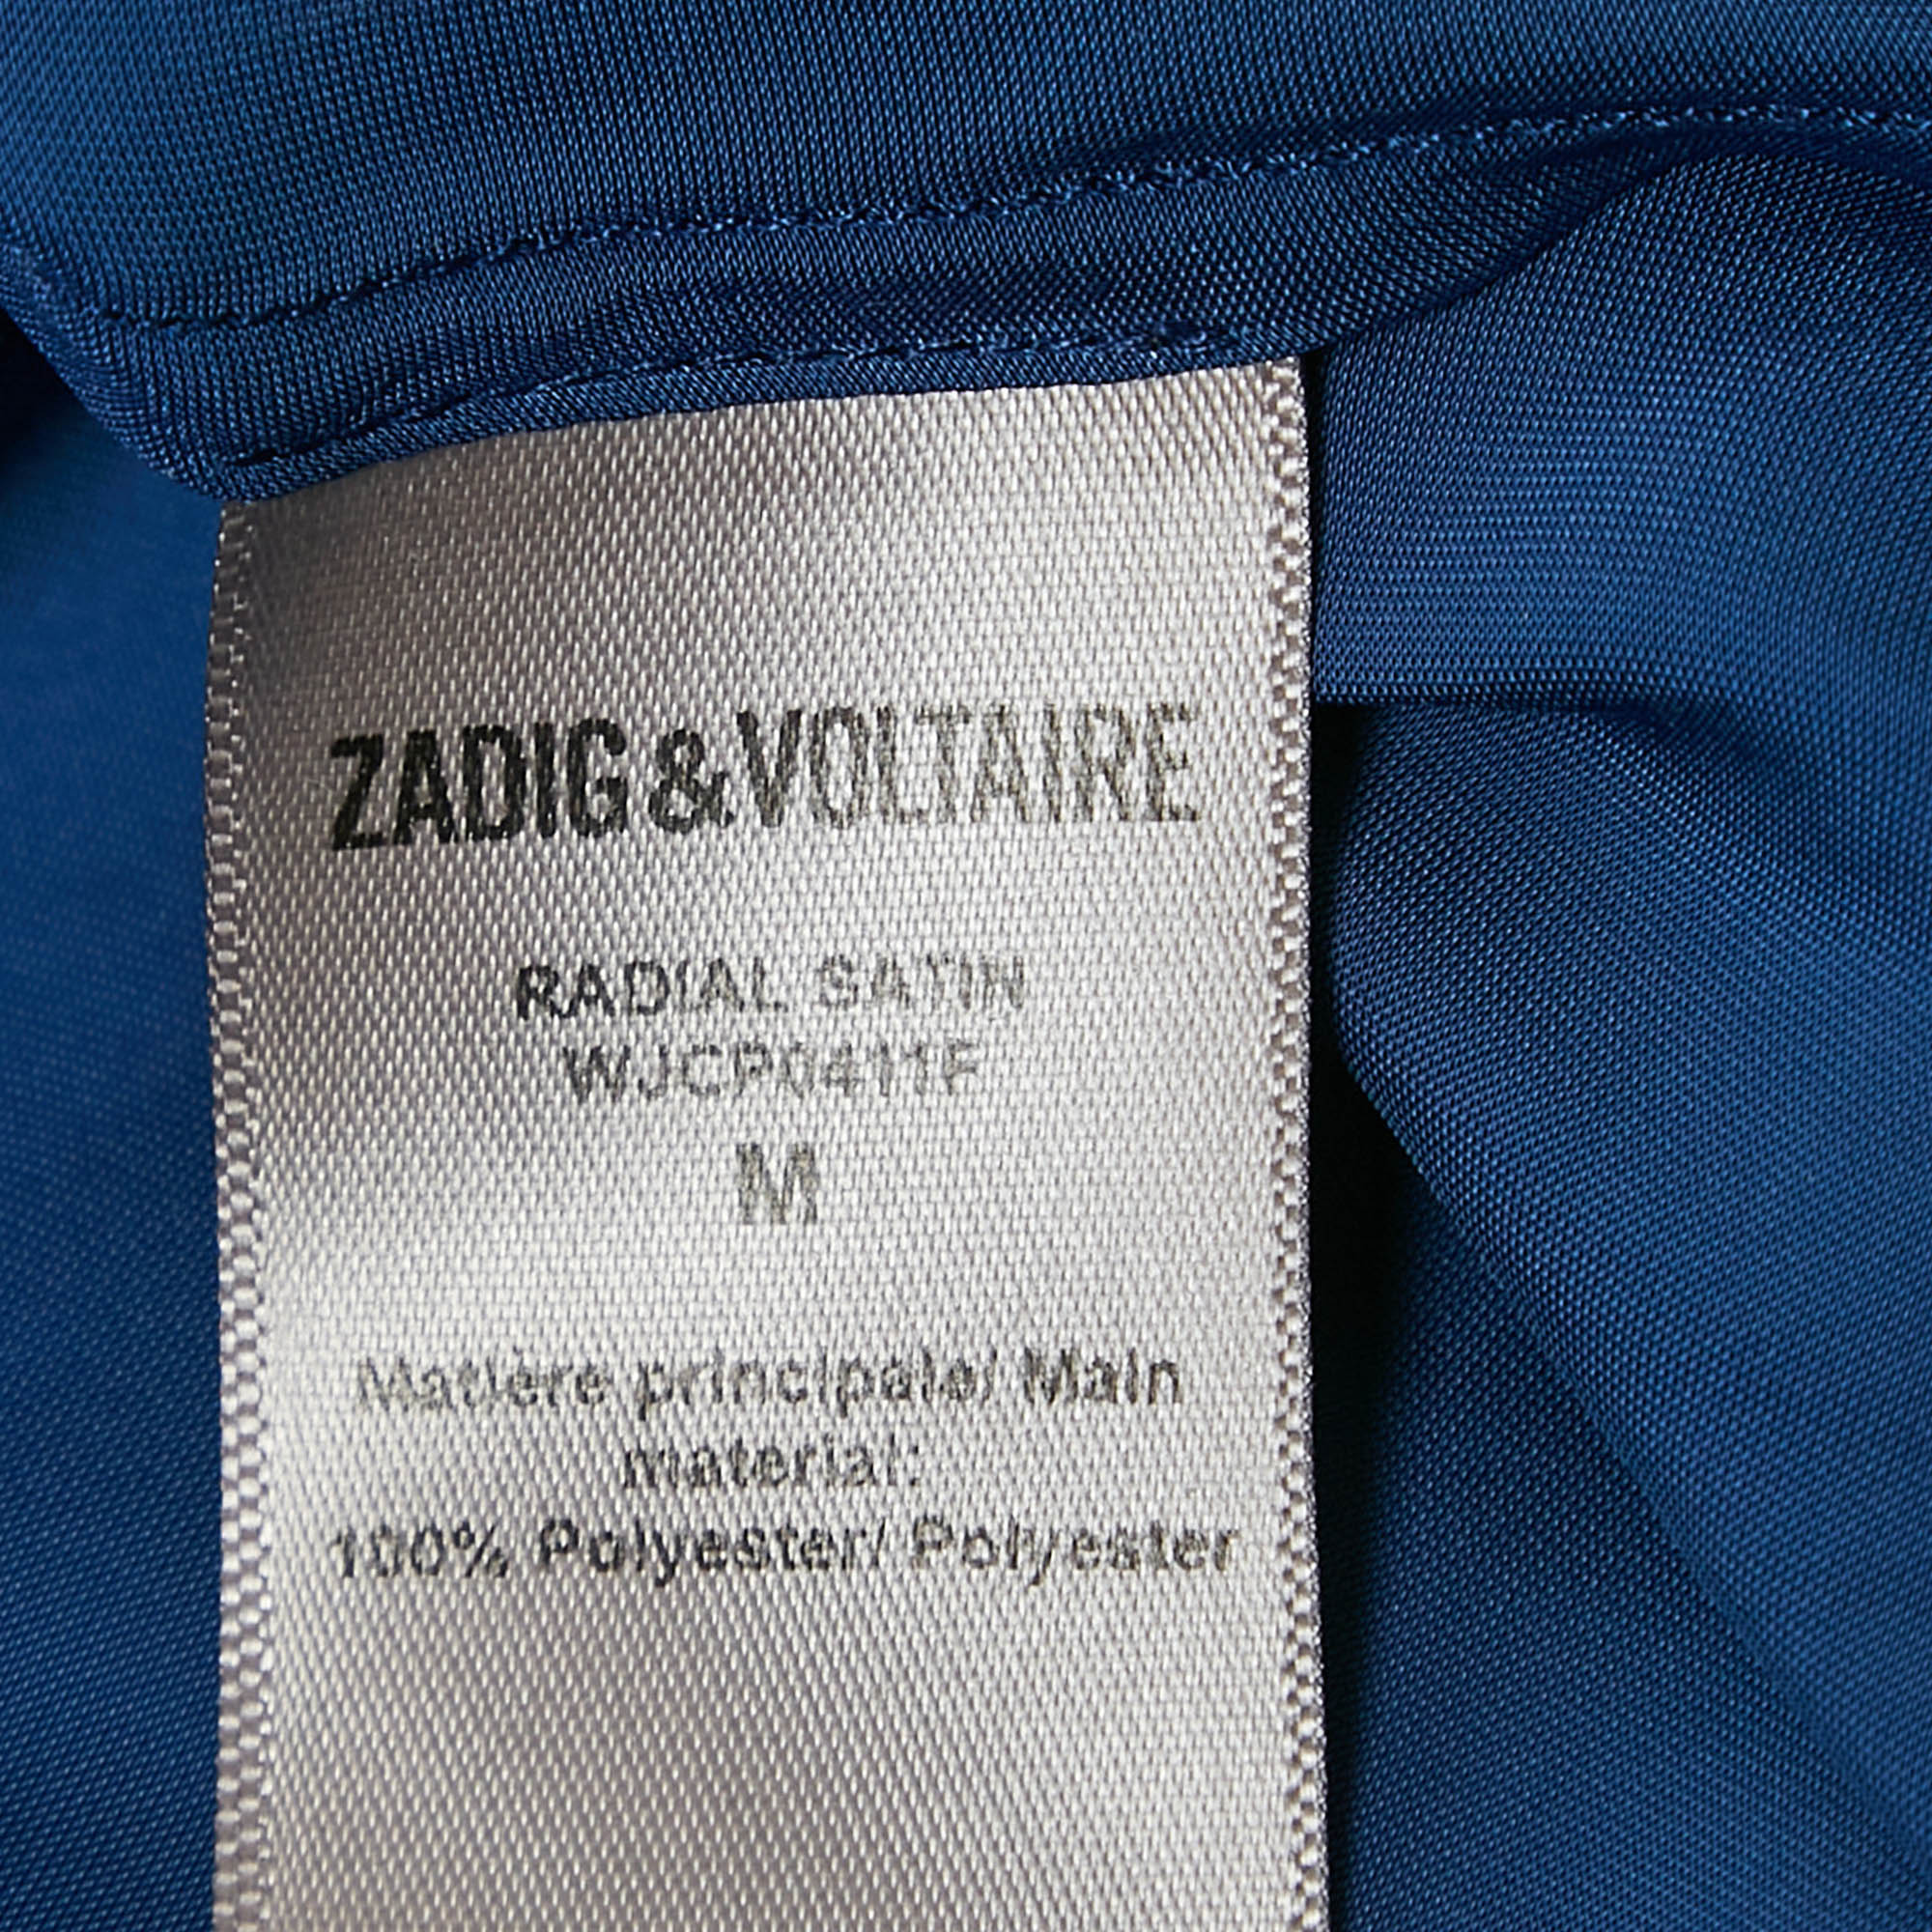 ZADIG&VOLTAIRE
RADIAL SATIN
WJCP0411F
M
Matière principale/ Main
material:
100% Polyester/ Polyester